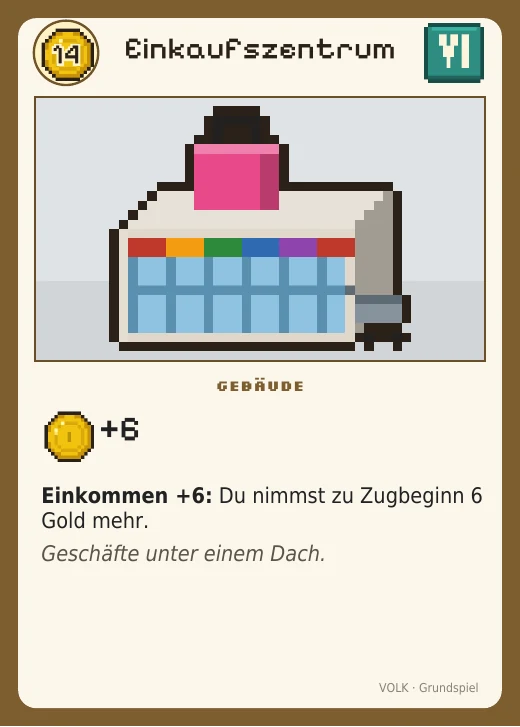 14 Einkaufszentrum VI
GEBÄUDE
+6
Einkommen +6: Du nimmst zu Zugbeginn 6
Gold mehr.
Geschäfte unter einem Dach.
VOLK · Grundspiel